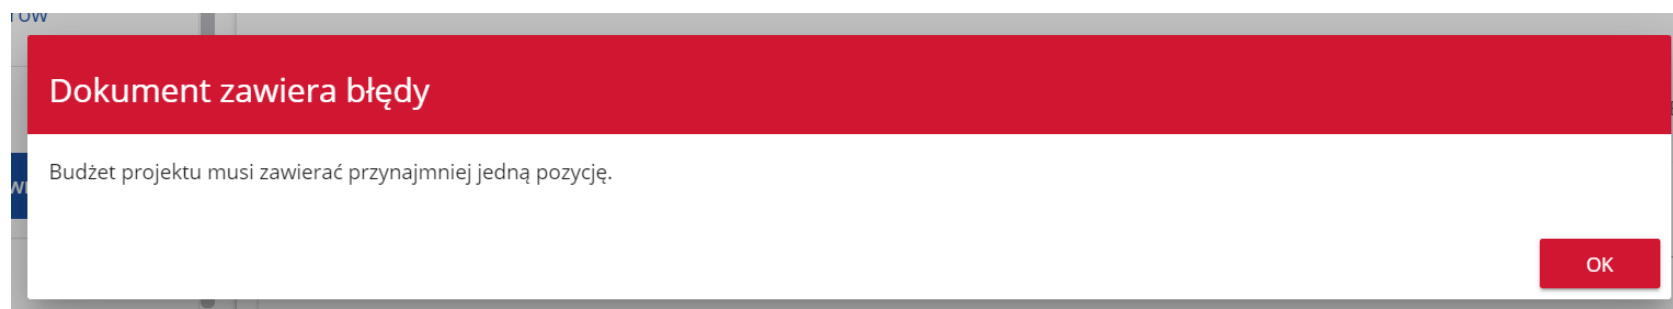 Dokument zawiera błędy
Budżet projektu musi zawierać przynajmniej jedną pozycję.
OK